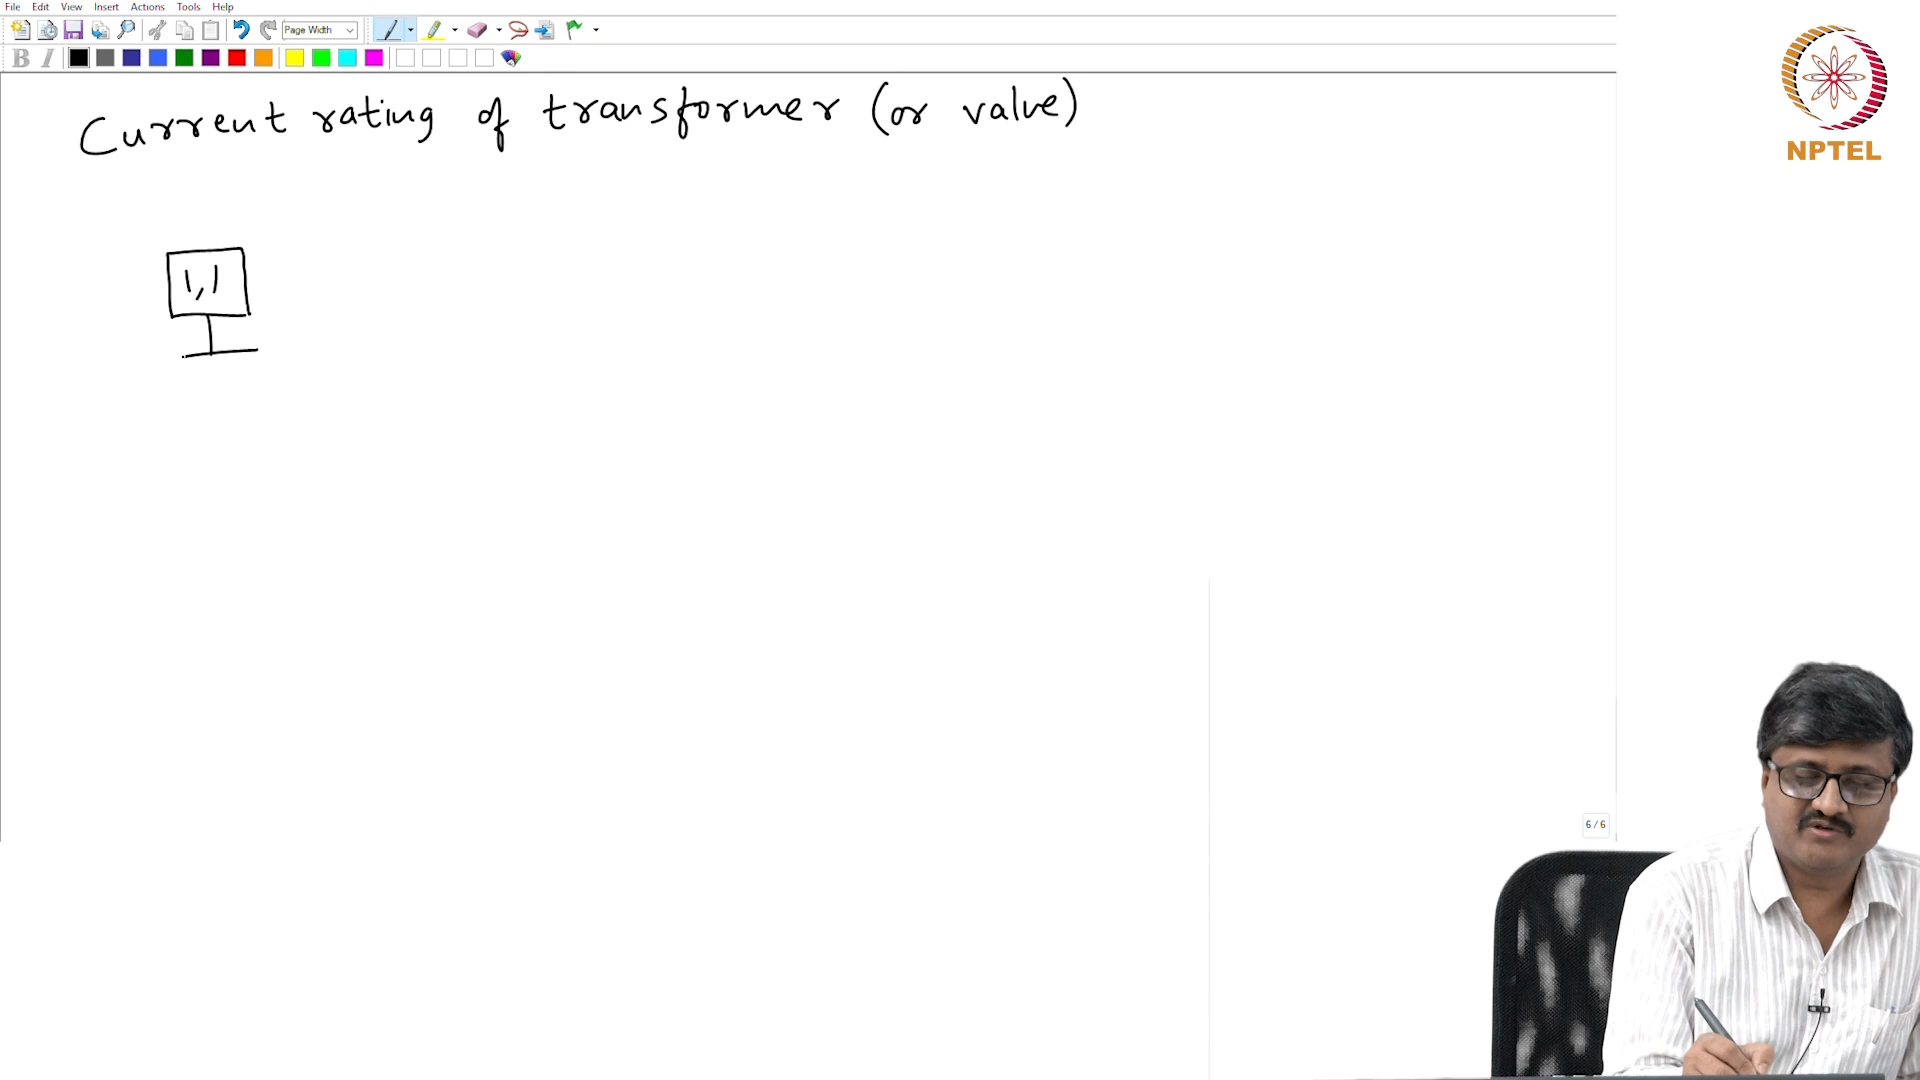 File Edit View Insert Actions Tools Help
Page Width
B I
Current rating of transformer (or valve)
1,1
6 / 6
NPTEL